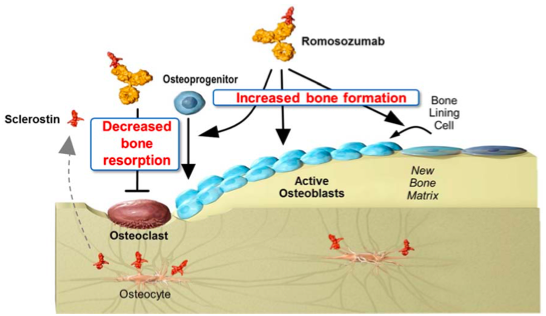 Romosozumab
Osteoprogenitor
Increased bone formation
Bone
Lining
Cell
Sclerostin
Decreased
bone
resorption
Active
Osteoblasts
New
Bone
Matrix
Osteoclast
Osteocyte